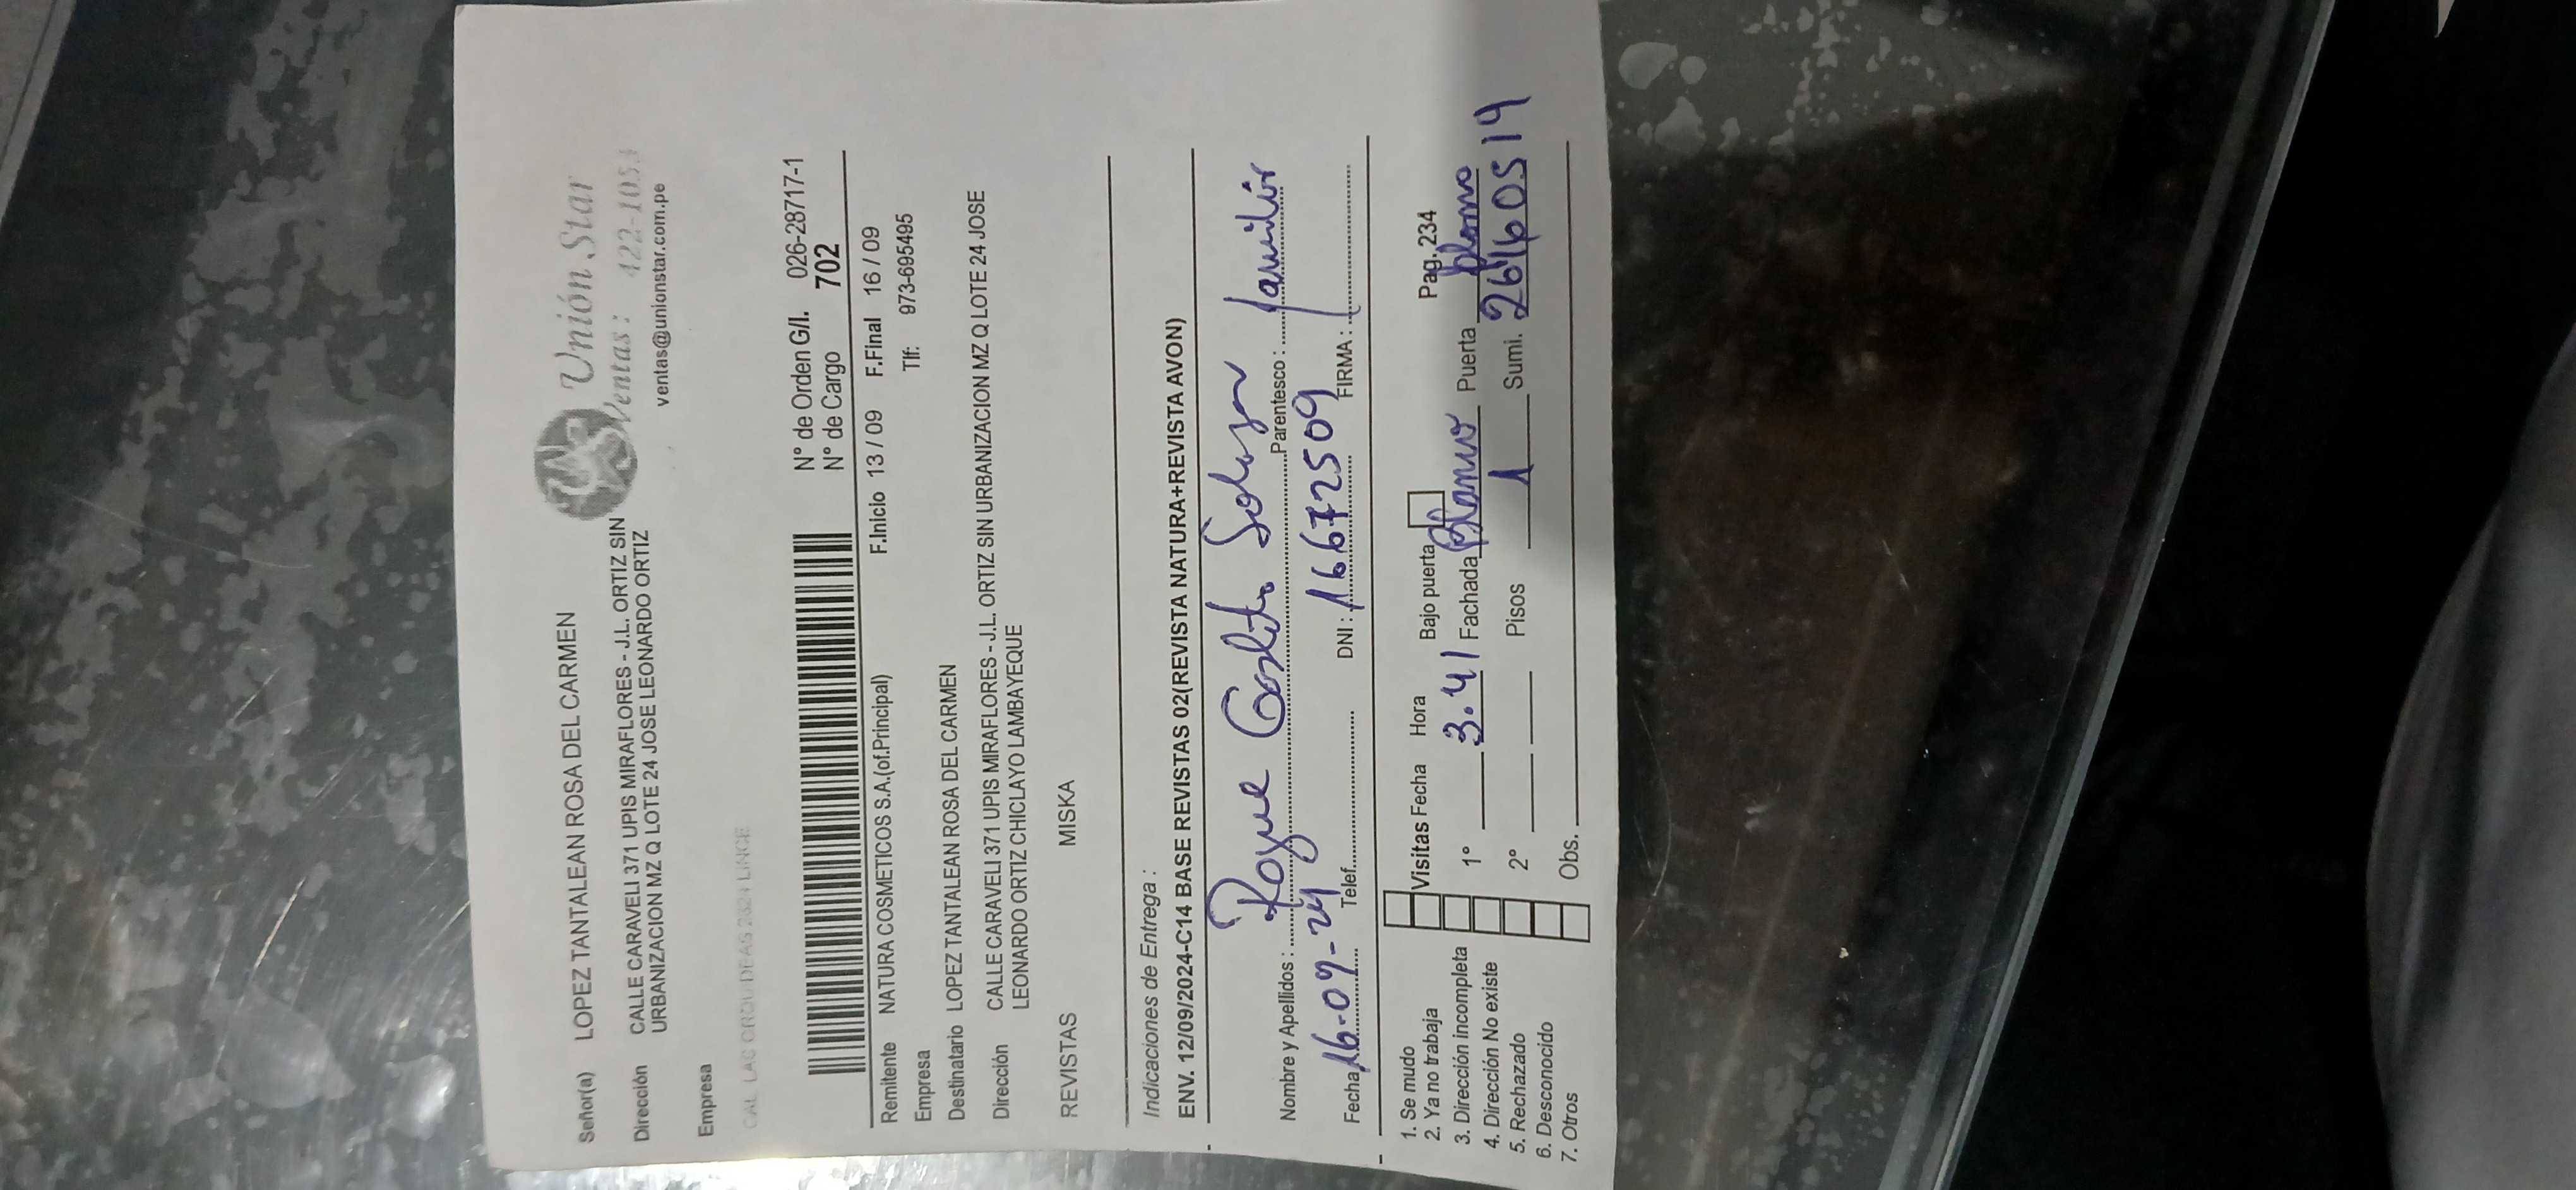 Unión Star
Ventas: 422-105
ventas@unionstar.com.pe
Señor(a) LOPEZ TANTALEAN ROSA DEL CARMEN
Dirección CALLE CARAVELI 371 UPIS MIRAFLORES - J.L. ORTIZ SIN
URBANIZACION MZ Q LOTE 24 JOSE LEONARDO ORTIZ
Empresa
CAL. LAS ORQUIDEAS 2324 LINCE
N° de Orden G/I. 026-28717-1
N° de Cargo 702
Remitente NATURA COSMETICOS S.A.(of.Principal) F.Inicio 13 / 09 F.Final 16 / 09
Empresa Tlf: 973-695495
Destinatario LOPEZ TANTALEAN ROSA DEL CARMEN
Dirección CALLE CARAVELI 371 UPIS MIRAFLORES - J.L. ORTIZ SIN URBANIZACION MZ Q LOTE 24 JOSE
LEONARDO ORTIZ CHICLAYO LAMBAYEQUE
REVISTAS MISKA
Indicaciones de Entrega :
ENV. 12/09/2024-C14 BASE REVISTAS 02(REVISTA NATURA+REVISTA AVON)
Nombre y Apellidos : Roque Parentesco : familiar
Fecha 16-09-24 Telef. DNI : 16672509 FIRMA :
1. Se mudo
2. Ya no trabaja
3. Dirección incompleta
4. Dirección No existe
5. Rechazado
6. Desconocido
7. Otros
Visitas Fecha Hora Bajo puerta Pag.234
1° 3.41 Fachada Blanco Puerta
2° Pisos 1 Sumi. 26160519
Obs.